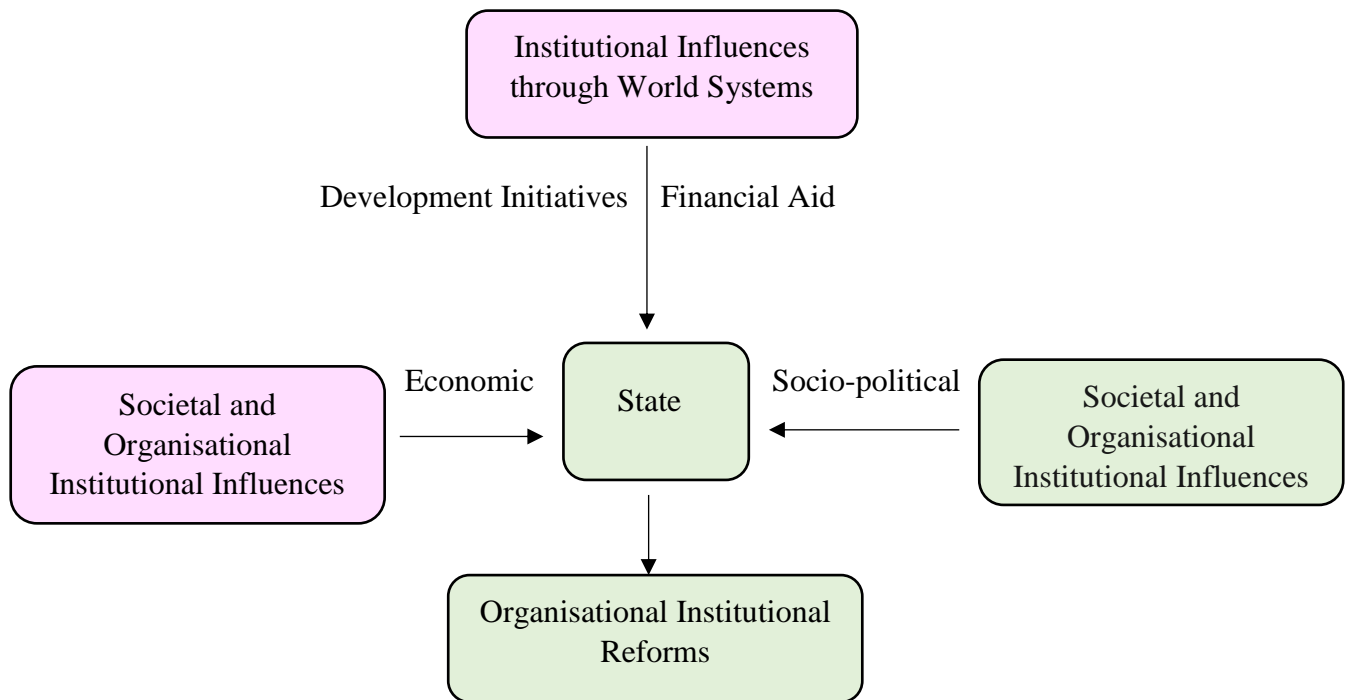 Institutional Influences
through World Systems
Development Initiatives
Financial Aid
Economic
State
Socio-political
Societal and
Organisational
Institutional Influences
Societal and
Organisational
Institutional Influences
Organisational Institutional
Reforms